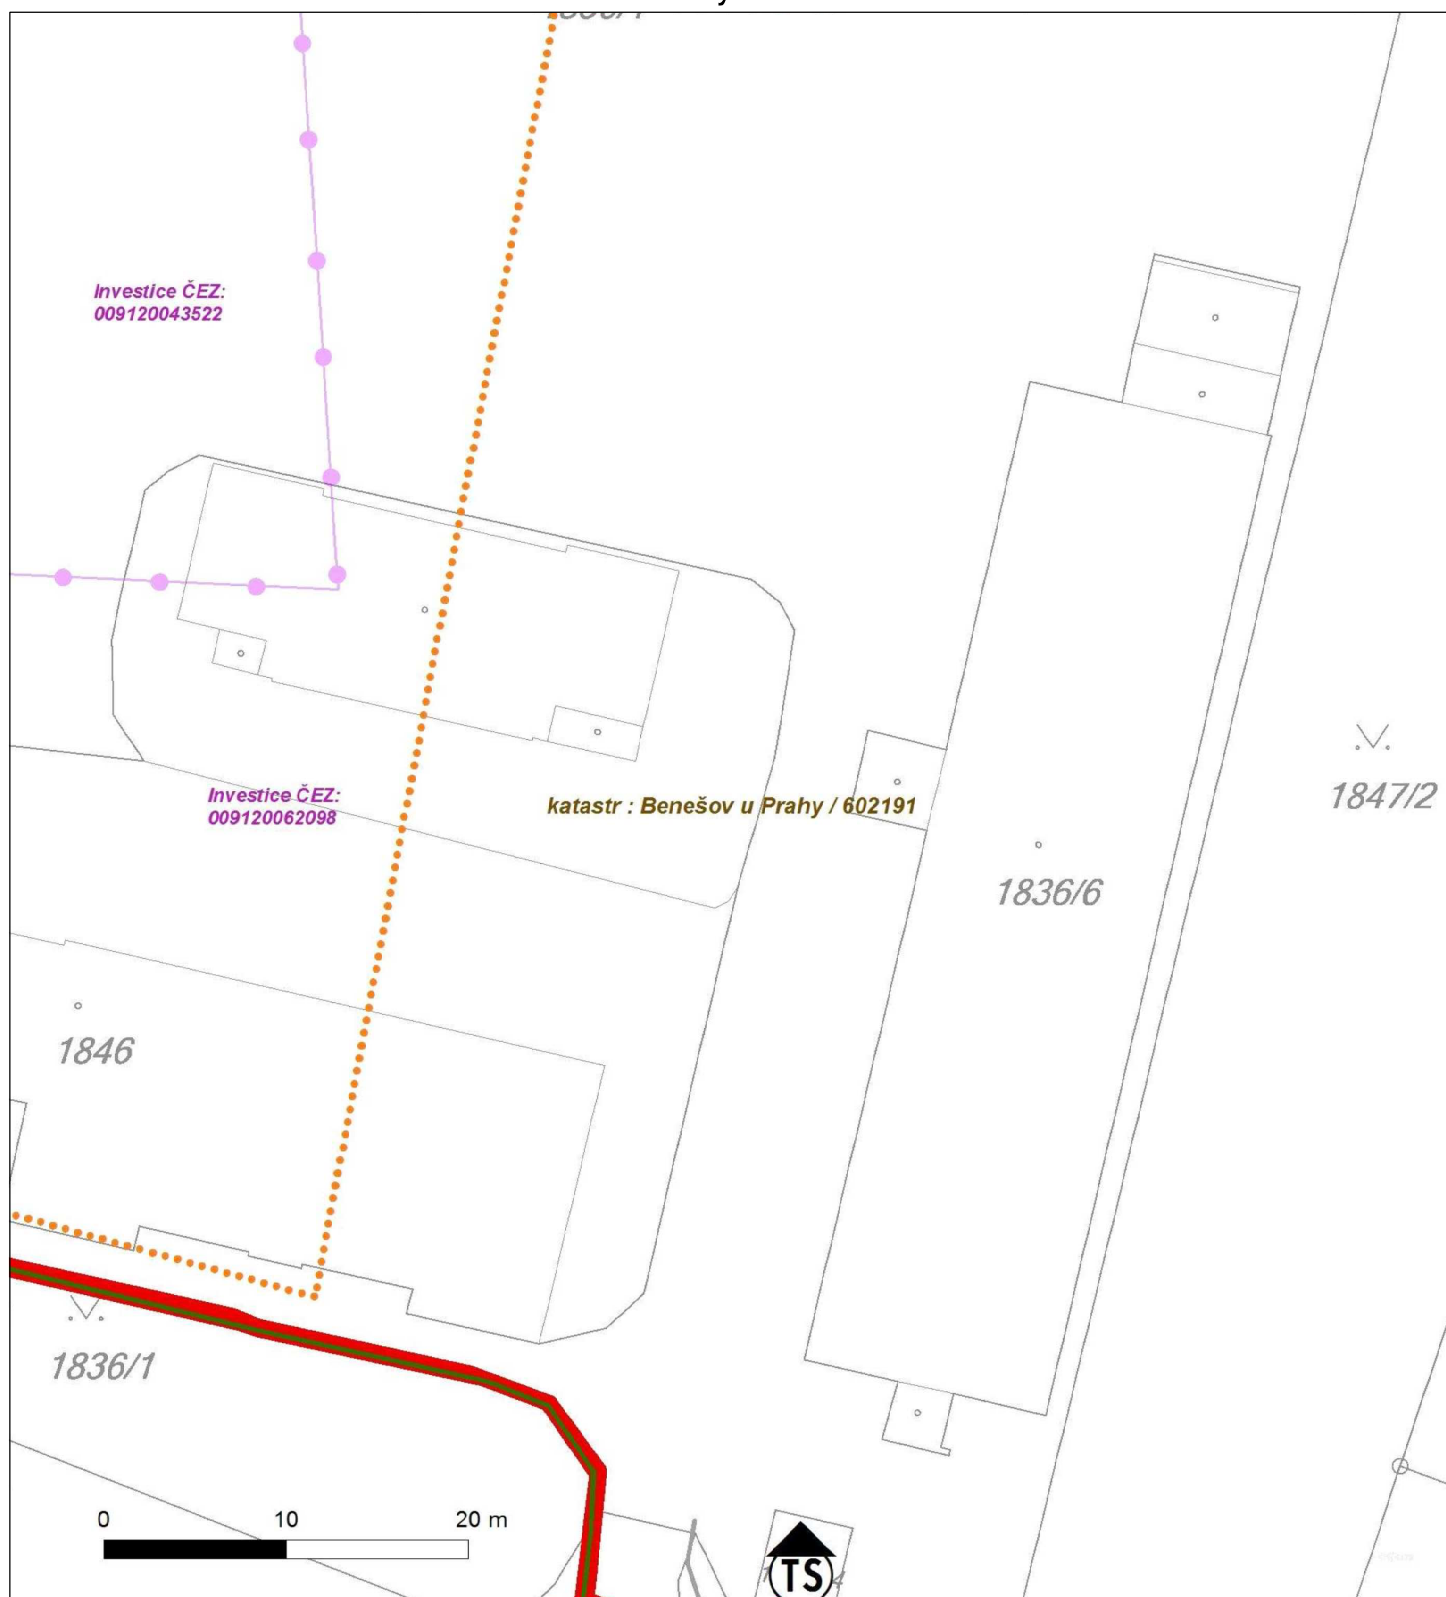 Investice ČEZ:
009120043522
Investice ČEZ:
009120062098
katastr : Benešov u Prahy / 602191
1847/2
1836/6
1846
1836/1
0 10 20 m
TS